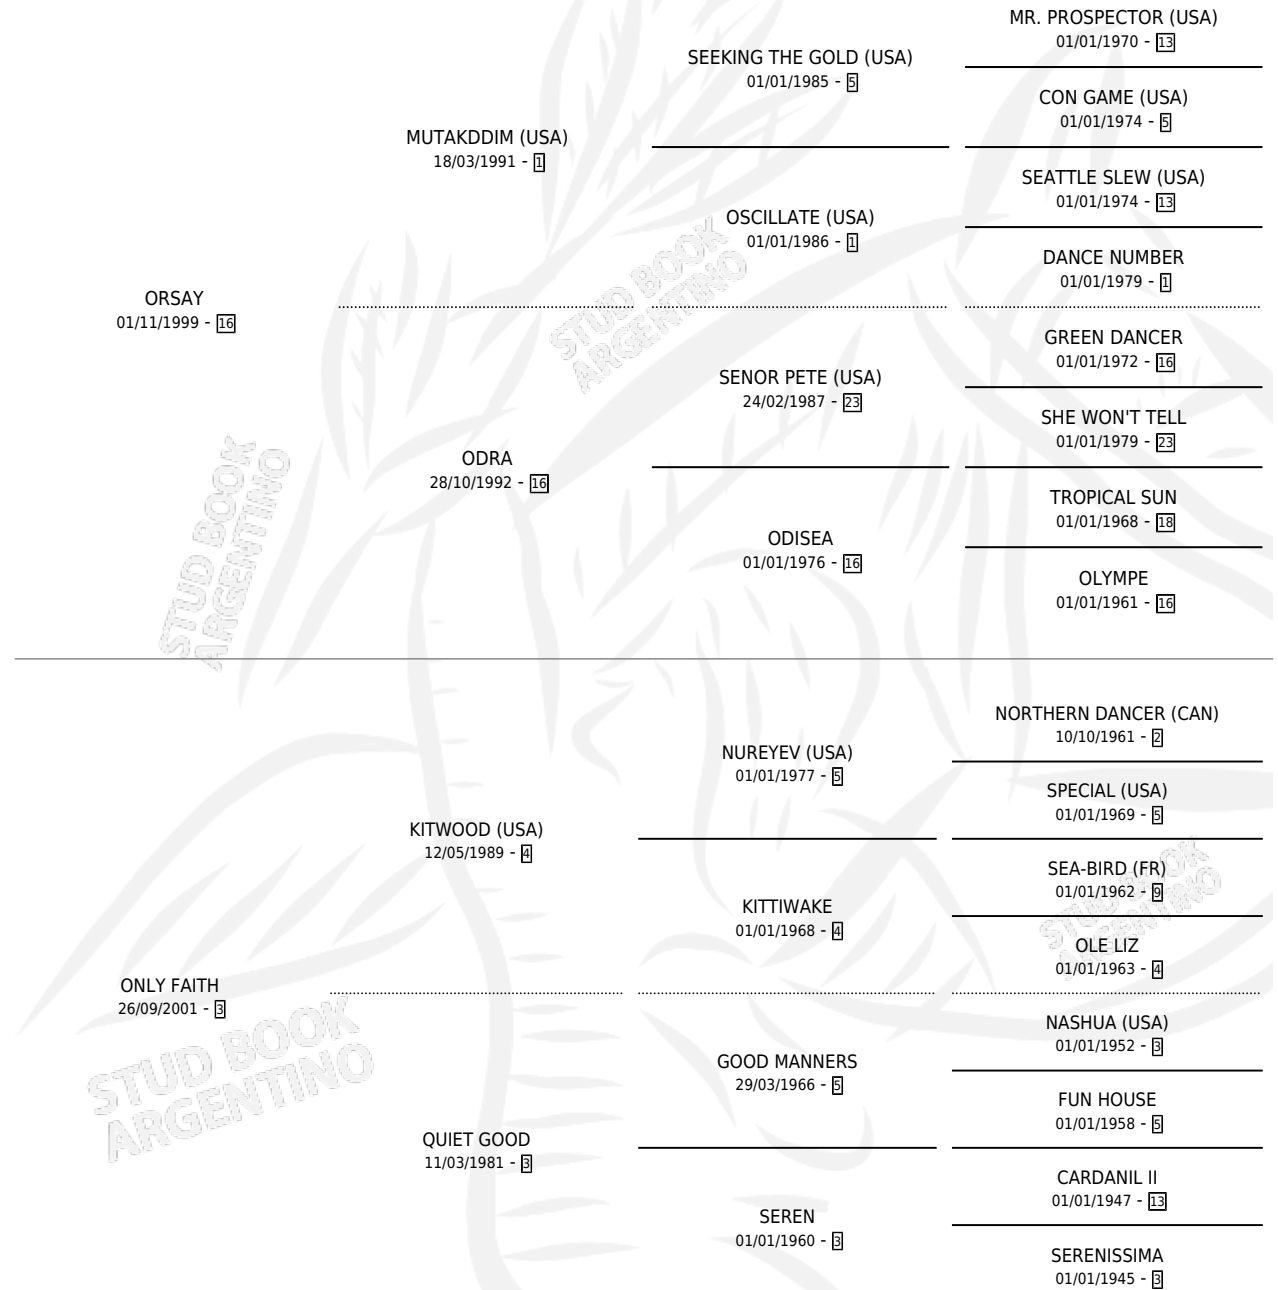 MR. PROSPECTOR (USA)
01/01/1970 - 13
SEEKING THE GOLD (USA)
01/01/1985 - 5
CON GAME (USA)
01/01/1974 - 5
MUTAKDDIM (USA)
18/03/1991 - 1
SEATTLE SLEW (USA)
01/01/1974 - 13
OSCILLATE (USA)
01/01/1986 - 1
DANCE NUMBER
01/01/1979 - 1
ORSAY
01/11/1999 - 16
GREEN DANCER
01/01/1972 - 16
SENOR PETE (USA)
24/02/1987 - 23
SHE WON'T TELL
01/01/1979 - 23
ODRA
28/10/1992 - 16
TROPICAL SUN
01/01/1968 - 18
ODISEA
01/01/1976 - 16
OLYMPE
01/01/1961 - 16
STUD BOOK
ARGENTINO
STUD BOOK
ARGENTINO
NORTHERN DANCER (CAN)
10/10/1961 - 2
NUREYEV (USA)
01/01/1977 - 5
SPECIAL (USA)
01/01/1969 - 5
KITWOOD (USA)
12/05/1989 - 4
SEA-BIRD (FR)
01/01/1962 - 9
KITTIWAKE
01/01/1968 - 4
OLE LIZ
01/01/1963 - 4
STUD BOOK
ARGENTINO
ONLY FAITH
26/09/2001 - 3
NASHUA (USA)
01/01/1952 - 3
GOOD MANNERS
29/03/1966 - 5
FUN HOUSE
01/01/1958 - 5
STUD BOOK
ARGENTINO
QUIET GOOD
11/03/1981 - 3
CARDANIL II
01/01/1947 - 13
SEREN
01/01/1960 - 3
SERENISSIMA
01/01/1945 - 3